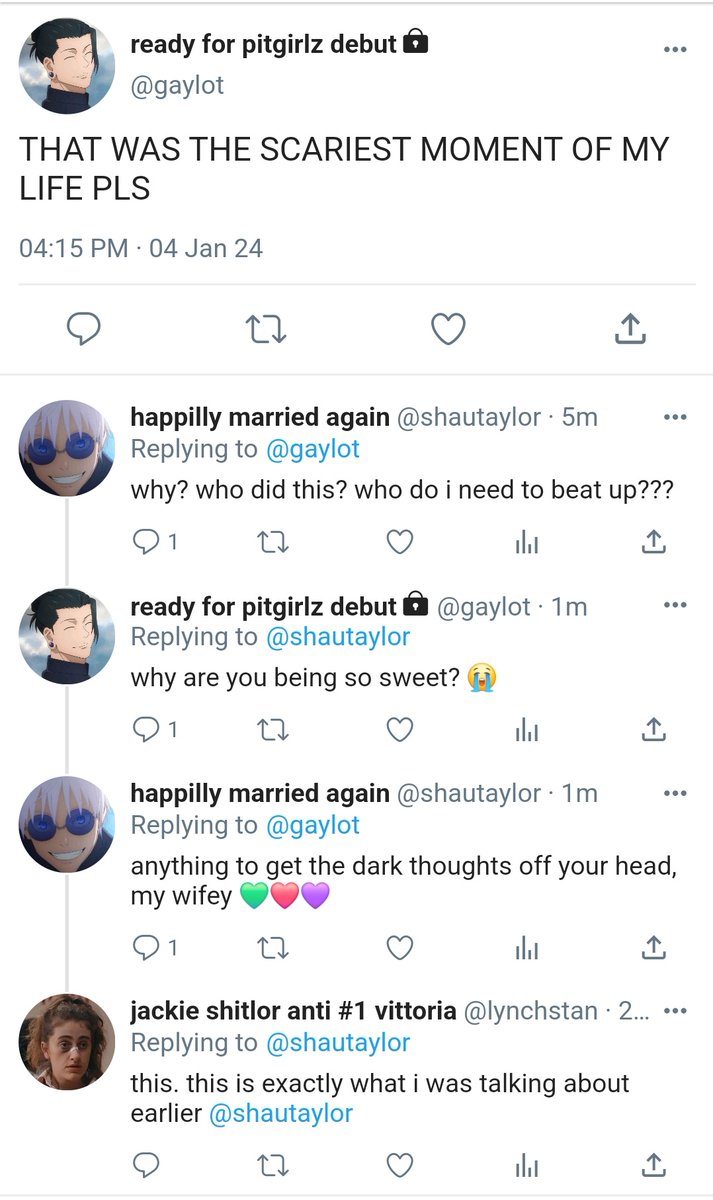 ready for pitgirlz debut
@gaylot
THAT WAS THE SCARIEST MOMENT OF MY
LIFE PLS
04:15 PM · 04 Jan 24
happilly married again @shautaylor · 5m
Replying to @gaylot
why? who did this? who do i need to beat up???
1
ready for pitgirlz debut @gaylot · 1m
Replying to @shautaylor
why are you being so sweet? 😭
1
happilly married again @shautaylor · 1m
Replying to @gaylot
anything to get the dark thoughts off your head,
my wifey 💚❤️💜
1
jackie shitlor anti #1 vittoria @lynchstan · 2...
Replying to @shautaylor
this. this is exactly what i was talking about
earlier @shautaylor